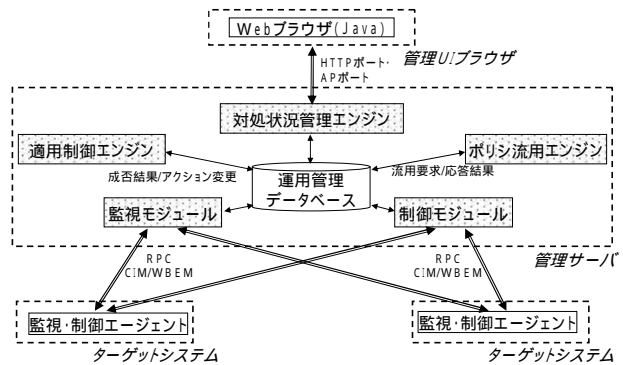 Webブラウザ(Java)
HTTPポート・
APポート
管理UIブラウザ
対処状況管理エンジン
適用制御エンジン
ポリシ流用エンジン
成否結果/アクション変更
運用管理
データベース
流用要求/応答結果
監視モジュール
制御モジュール
管理サーバ
RPC
CIM/WBEM
RPC
CIM/WBEM
監視・制御エージェント
監視・制御エージェント
ターゲットシステム
ターゲットシステム